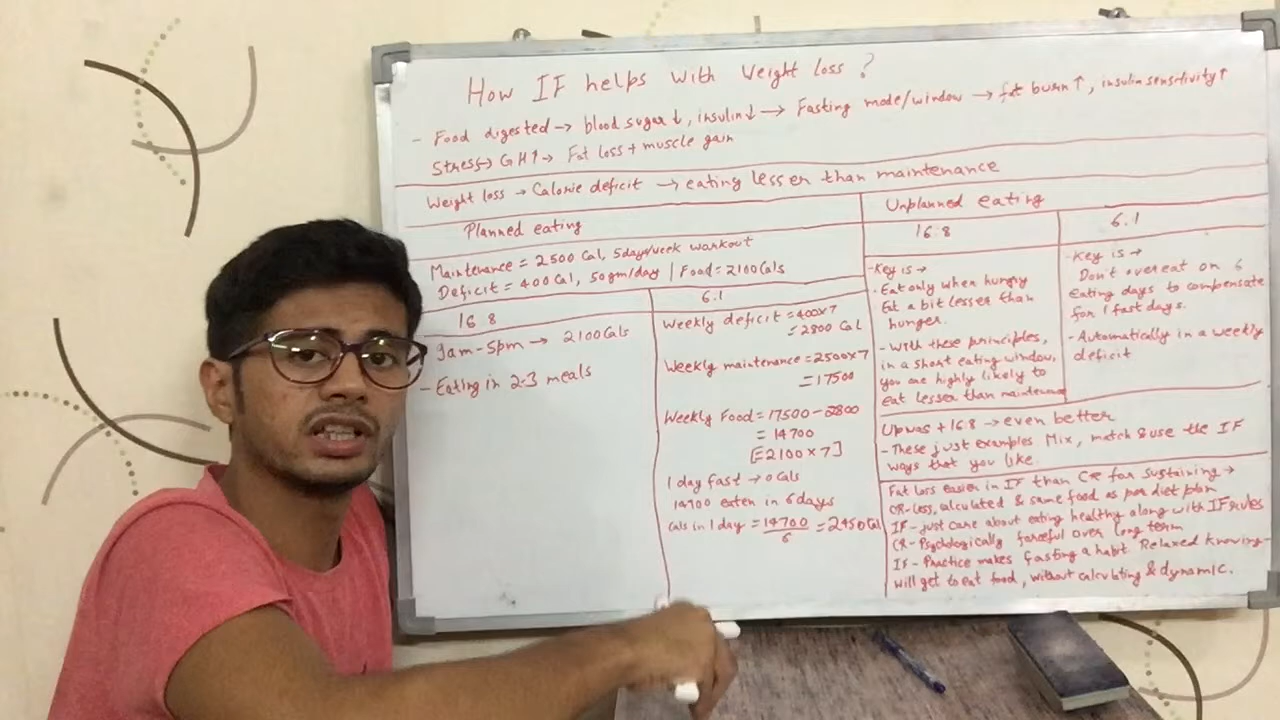 How IF helps with weight loss?
- Food digested → blood sugar ↓, insulin ↓ → Fasting mode/window → fat burn ↑, insulin sensitivity ↑
Stress → GH ↑ → Fat loss + muscle gain
Weight loss → Calorie deficit → eating lesser than maintenance
Planned eating
Maintenance = 2500 Cal, 5days/week workout
Deficit = 400 Cal, 50gm/day | Food = 2100 Cals
16:8
9am-5pm → 2100 Cals
- Eating in 2-3 meals
6:1
Weekly deficit = 400x7
= 2800 Cal
Weekly maintenance = 2500x7
= 17500
Weekly Food = 17500 - 2800
= 14700
[= 2100 x 7]
1 day fast → 0 Cals
14700 eaten in 6 days
Cals in 1 day = 14700/6 = 2450 Cal
Unplanned eating
16:8
- Key is →
. Eat only when hungry
Eat a bit lesser than
hunger.
- With these principles,
in a short eating window,
you are highly likely to
eat lesser than maintenance
6:1
- Key is →
Don't overeat on 6
eating days to compensate
for 1 fast days.
- Automatically in a weekly
deficit
Upwas + 16:8 → even better
- These just examples. Mix, match & use the IF
ways that you like.
Fat loss easier in IF than CR for sustaining →
CR - Less, calculated & same food as per diet plan
IF - just care about eating healthy along with IF rules
CR - Psychologically forceful over long term
IF - Practice makes fasting a habit. Relaxed knowing-
will get to eat food, without calculating & dynamic.